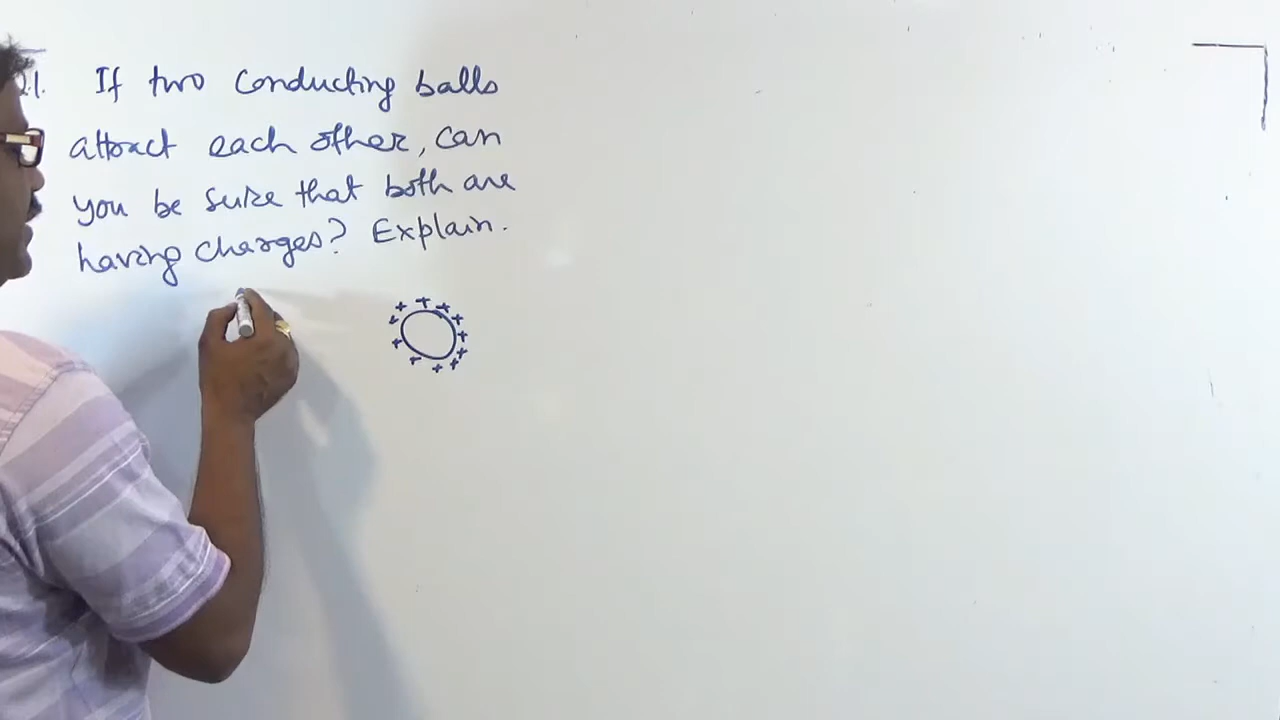 21. If two conducting balls
attract each other, can
you be sure that both are
having charges? Explain.
+ + + + + + + + + + + +